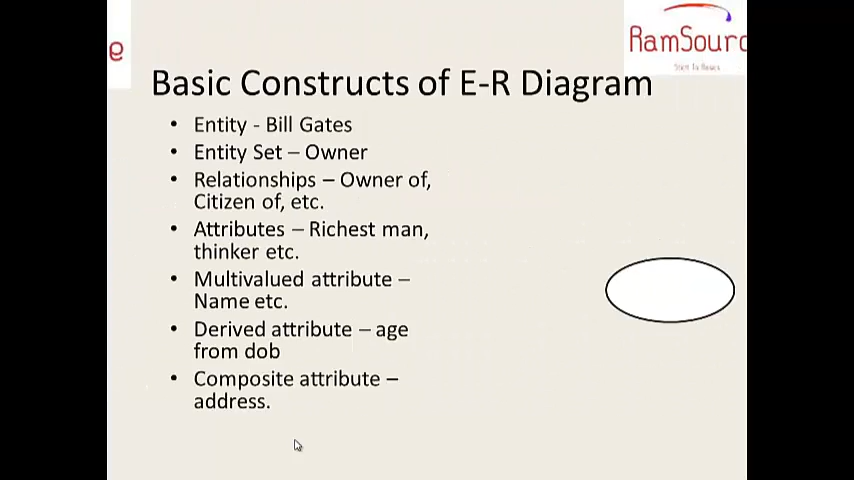 e
RamSourc
Basic Constructs of E-R Diagram
• Entity - Bill Gates
• Entity Set – Owner
• Relationships – Owner of,
Citizen of, etc.
• Attributes – Richest man,
thinker etc.
• Multivalued attribute –
Name etc.
• Derived attribute – age
from dob
• Composite attribute –
address.